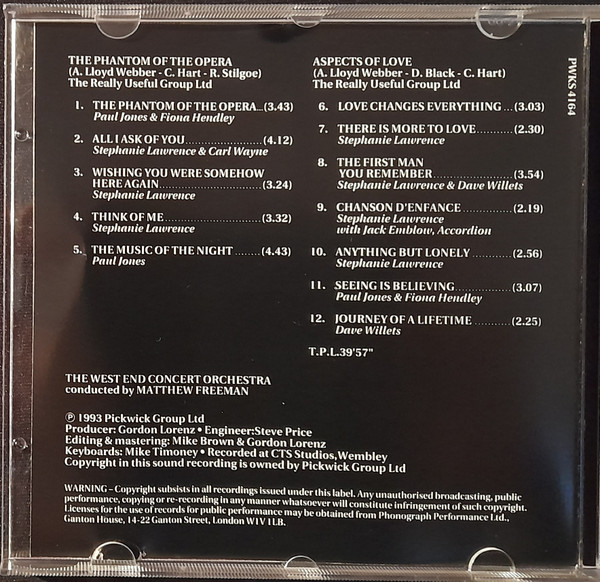 THE PHANTOM OF THE OPERA
(A. Lloyd Webber - C. Hart - R. Stilgoe)
The Really Useful Group Ltd
1. THE PHANTOM OF THE OPERA...(3.43)
Paul Jones & Fiona Hendley
2. ALL I ASK OF YOU..........(4.12)
Stephanie Lawrence & Carl Wayne
3. WISHING YOU WERE SOMEHOW
HERE AGAIN..........(3.24)
Stephanie Lawrence
4. THINK OF ME..........(3.32)
Stephanie Lawrence
5. THE MUSIC OF THE NIGHT........(4.43)
Paul Jones
ASPECTS OF LOVE
(A. Lloyd Webber - D. Black - C. Hart)
The Really Useful Group Ltd
6. LOVE CHANGES EVERYTHING...(3.03)
7. THERE IS MORE TO LOVE..........(2.30)
Stephanie Lawrence
8. THE FIRST MAN
YOU REMEMBER..........(3.54)
Stephanie Lawrence & Dave Willets
9. CHANSON D'ENFANCE..........(2.19)
Stephanie Lawrence
with Jack Emblow, Accordion
10. ANYTHING BUT LONELY..........(2.56)
Stephanie Lawrence
11. SEEING IS BELIEVING..........(3.07)
Paul Jones & Fiona Hendley
12. JOURNEY OF A LIFETIME..........(2.25)
Dave Willets
T.P.L.39'57"
PWKS 4164
THE WEST END CONCERT ORCHESTRA
conducted by MATTHEW FREEMAN
℗ 1993 Pickwick Group Ltd
Producer: Gordon Lorenz • Engineer:Steve Price
Editing & mastering: Mike Brown & Gordon Lorenz
Keyboards: Mike Timoney • Recorded at CTS Studios,Wembley
Copyright in this sound recording is owned by Pickwick Group Ltd
WARNING – Copyright subsists in all recordings issued under this label. Any unauthorised broadcasting, public
performance, copying or re-recording in any manner whatsoever will constitute infringement of such copyright.
Licenses for the use of records for public performance may be obtained from Phonograph Performance Ltd.,
Ganton House, 14-22 Ganton Street, London W1V 1LB.